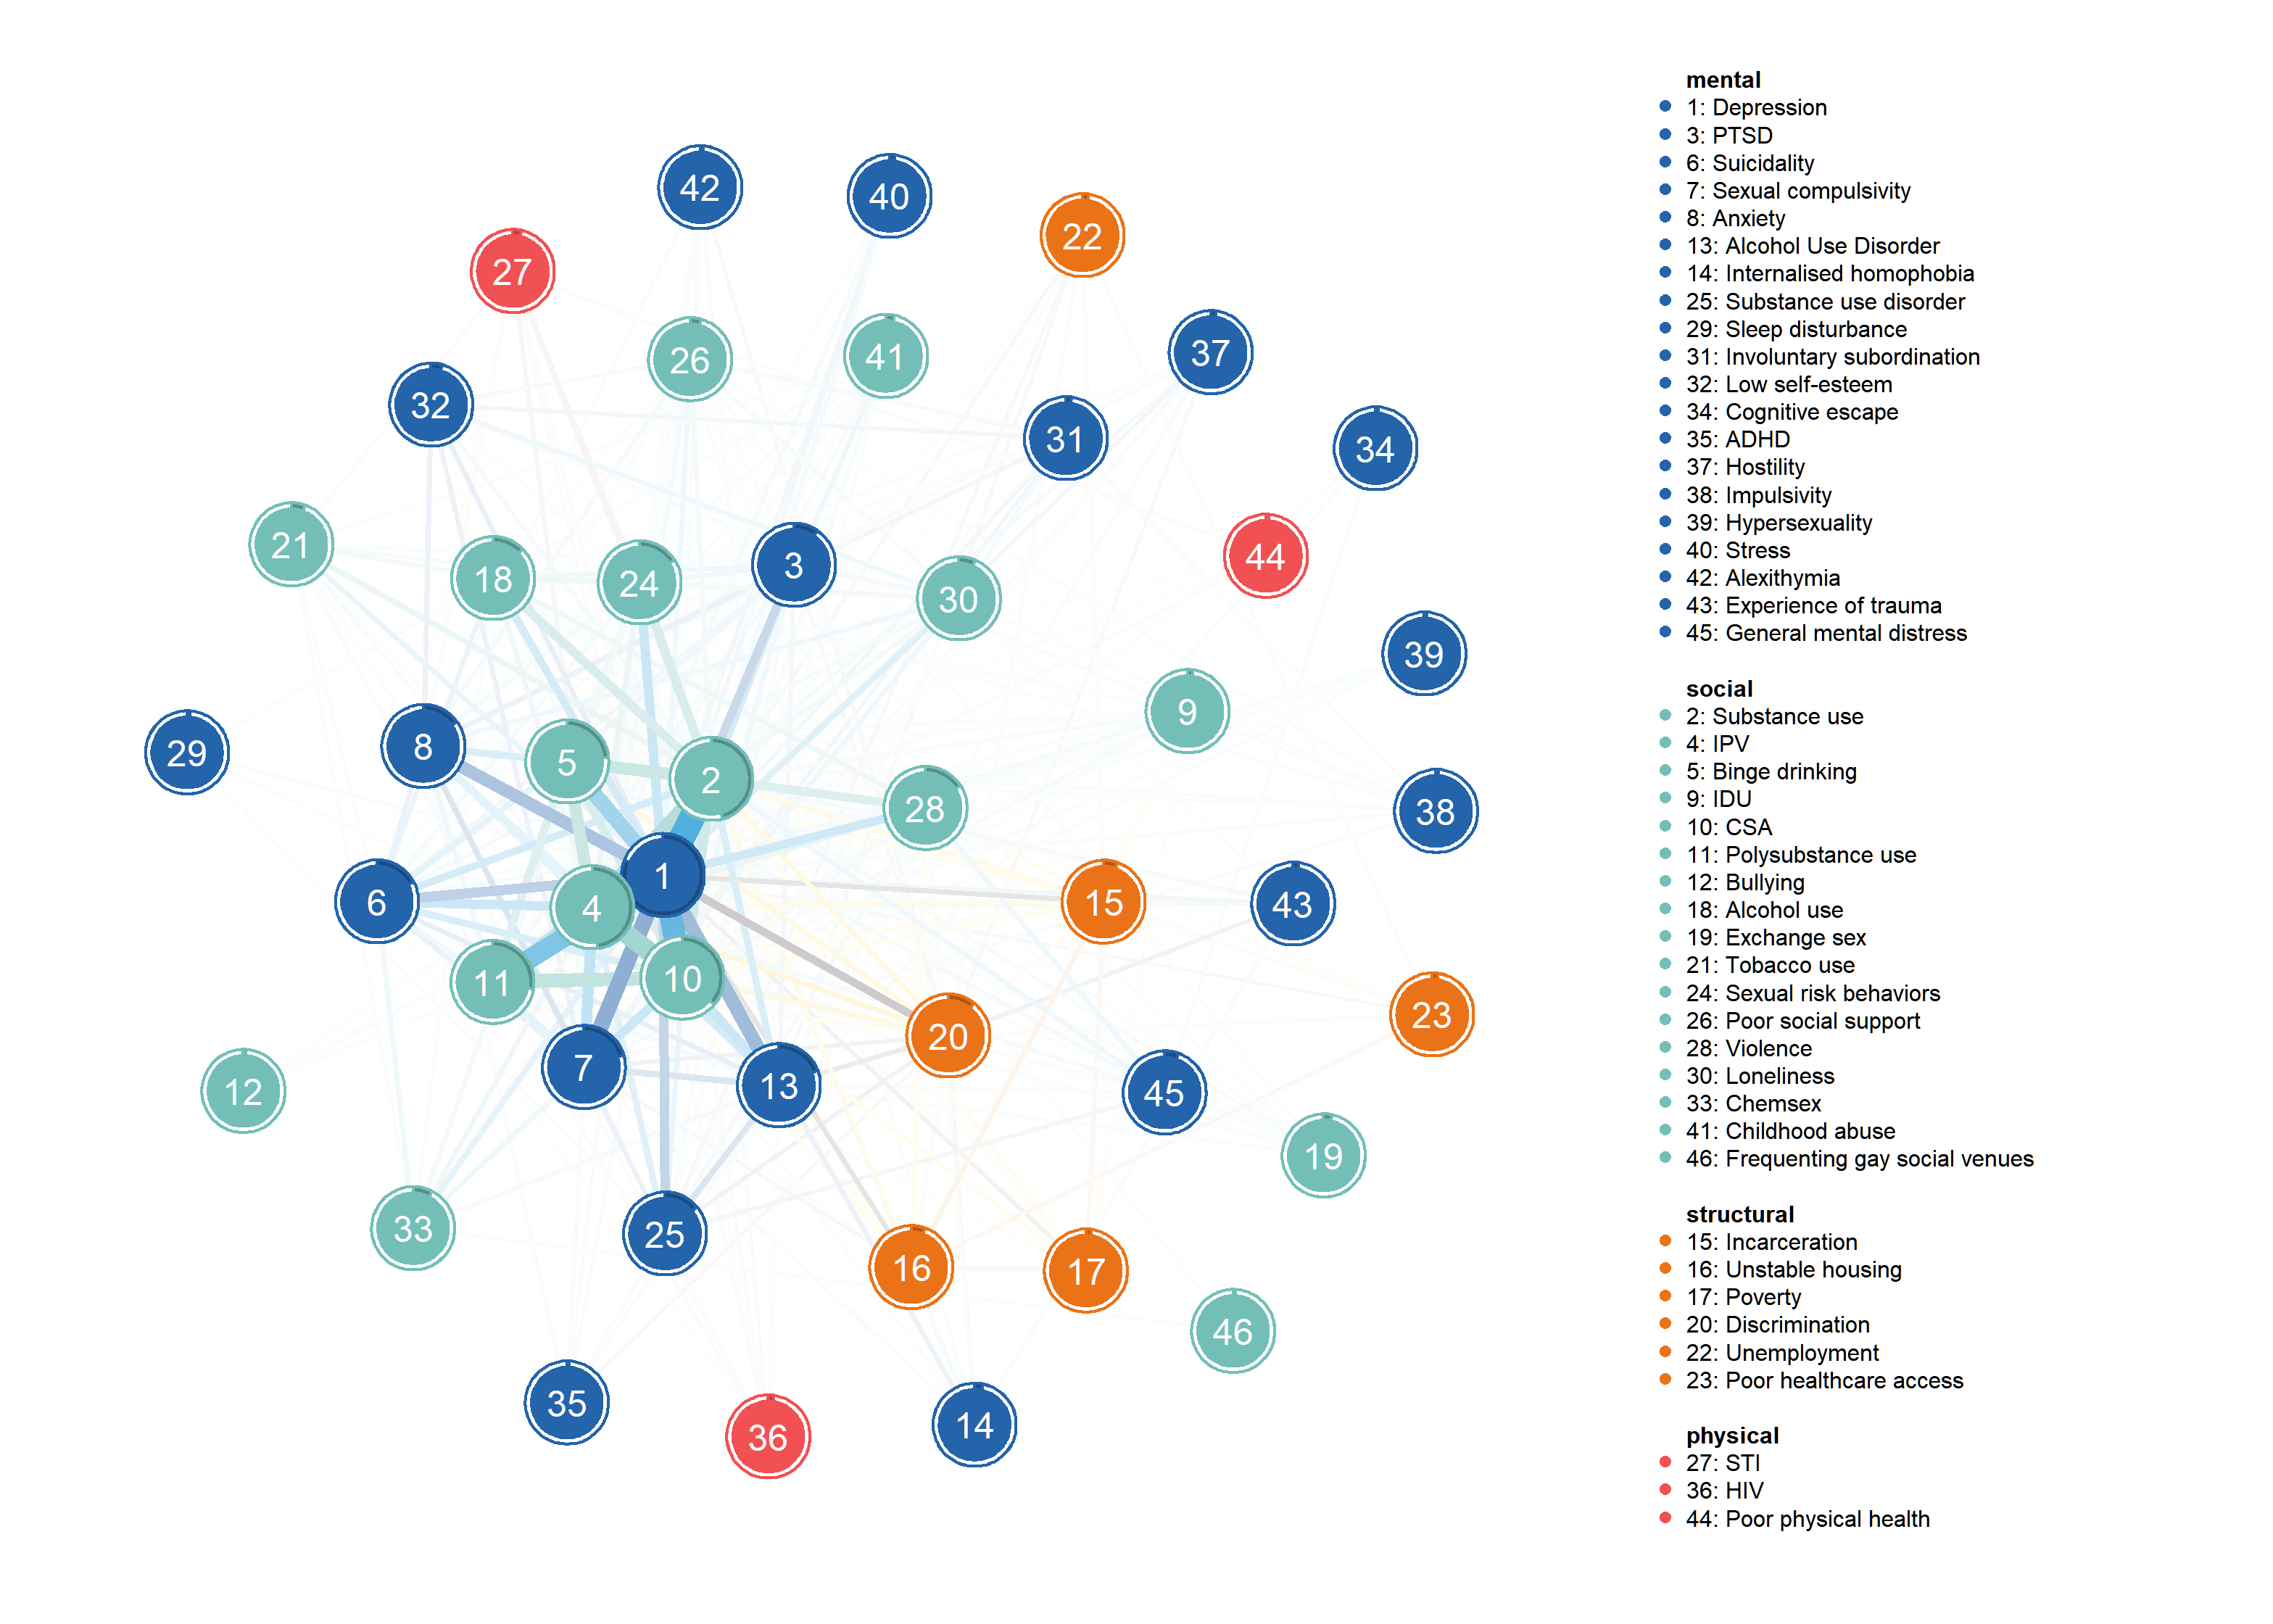 42
40
22
27
26
41
37
32
31
34
21
18
24
3
30
44
39
9
29
8
5
2
28
38
6
4
1
15
43
11
10
20
23
7
13
45
12
19
33
25
16
17
46
35
36
14
mental
1: Depression
3: PTSD
6: Suicidality
7: Sexual compulsivity
8: Anxiety
13: Alcohol Use Disorder
14: Internalised homophobia
25: Substance use disorder
29: Sleep disturbance
31: Involuntary subordination
32: Low self-esteem
34: Cognitive escape
35: ADHD
37: Hostility
38: Impulsivity
39: Hypersexuality
40: Stress
42: Alexithymia
43: Experience of trauma
45: General mental distress
social
2: Substance use
4: IPV
5: Binge drinking
9: IDU
10: CSA
11: Polysubstance use
12: Bullying
18: Alcohol use
19: Exchange sex
21: Tobacco use
24: Sexual risk behaviors
26: Poor social support
28: Violence
30: Loneliness
33: Chemsex
41: Childhood abuse
46: Frequenting gay social venues
structural
15: Incarceration
16: Unstable housing
17: Poverty
20: Discrimination
22: Unemployment
23: Poor healthcare access
physical
27: STI
36: HIV
44: Poor physical health